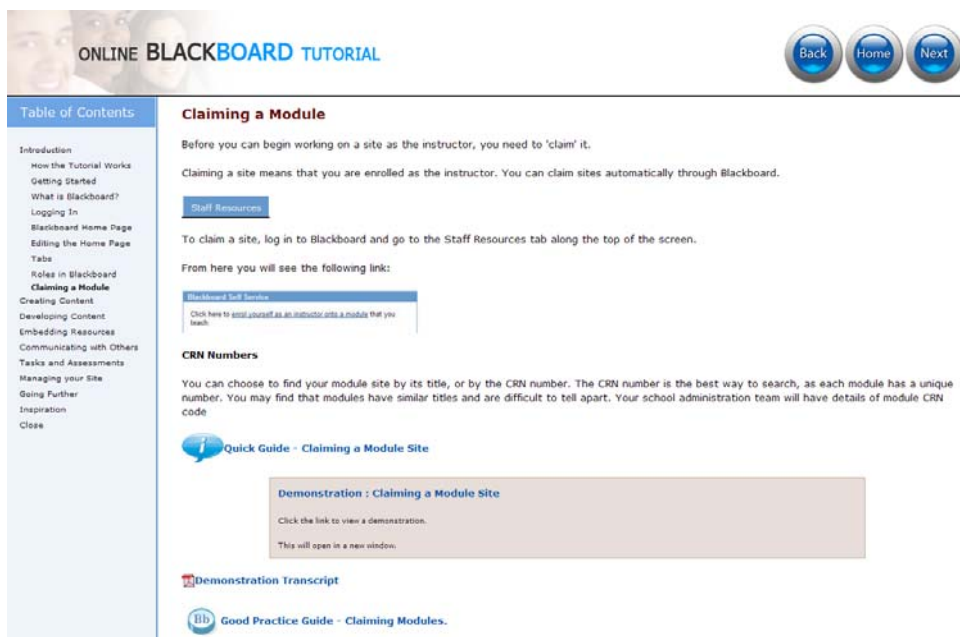 ONLINE BLACKBOARD TUTORIAL
Back
Home
Next
Table of Contents
Introduction
How the Tutorial Works
Getting Started
What is Blackboard?
Logging In
Blackboard Home Page
Editing the Home Page
Tabs
Roles in Blackboard
Claiming a Module
Creating Content
Developing Content
Embedding Resources
Communicating with Others
Tasks and Assessments
Managing your Site
Going Further
Inspiration
Close
Claiming a Module
Before you can begin working on a site as the instructor, you need to 'claim' it.
Claiming a site means that you are enrolled as the instructor. You can claim sites automatically through Blackboard.
Staff Resources
To claim a site, log in to Blackboard and go to the Staff Resources tab along the top of the screen.
From here you will see the following link:
Blackboard Self Service
Click here to enrol yourself as an instructor onto a module that you
teach
CRN Numbers
You can choose to find your module site by its title, or by the CRN number. The CRN number is the best way to search, as each module has a unique
number. You may find that modules have similar titles and are difficult to tell apart. Your school administration team will have details of module CRN
code
i
Quick Guide - Claiming a Module Site
Demonstration : Claiming a Module Site
Click the link to view a demonstration.
This will open in a new window.
Demonstration Transcript
Bb
Good Practice Guide - Claiming Modules.